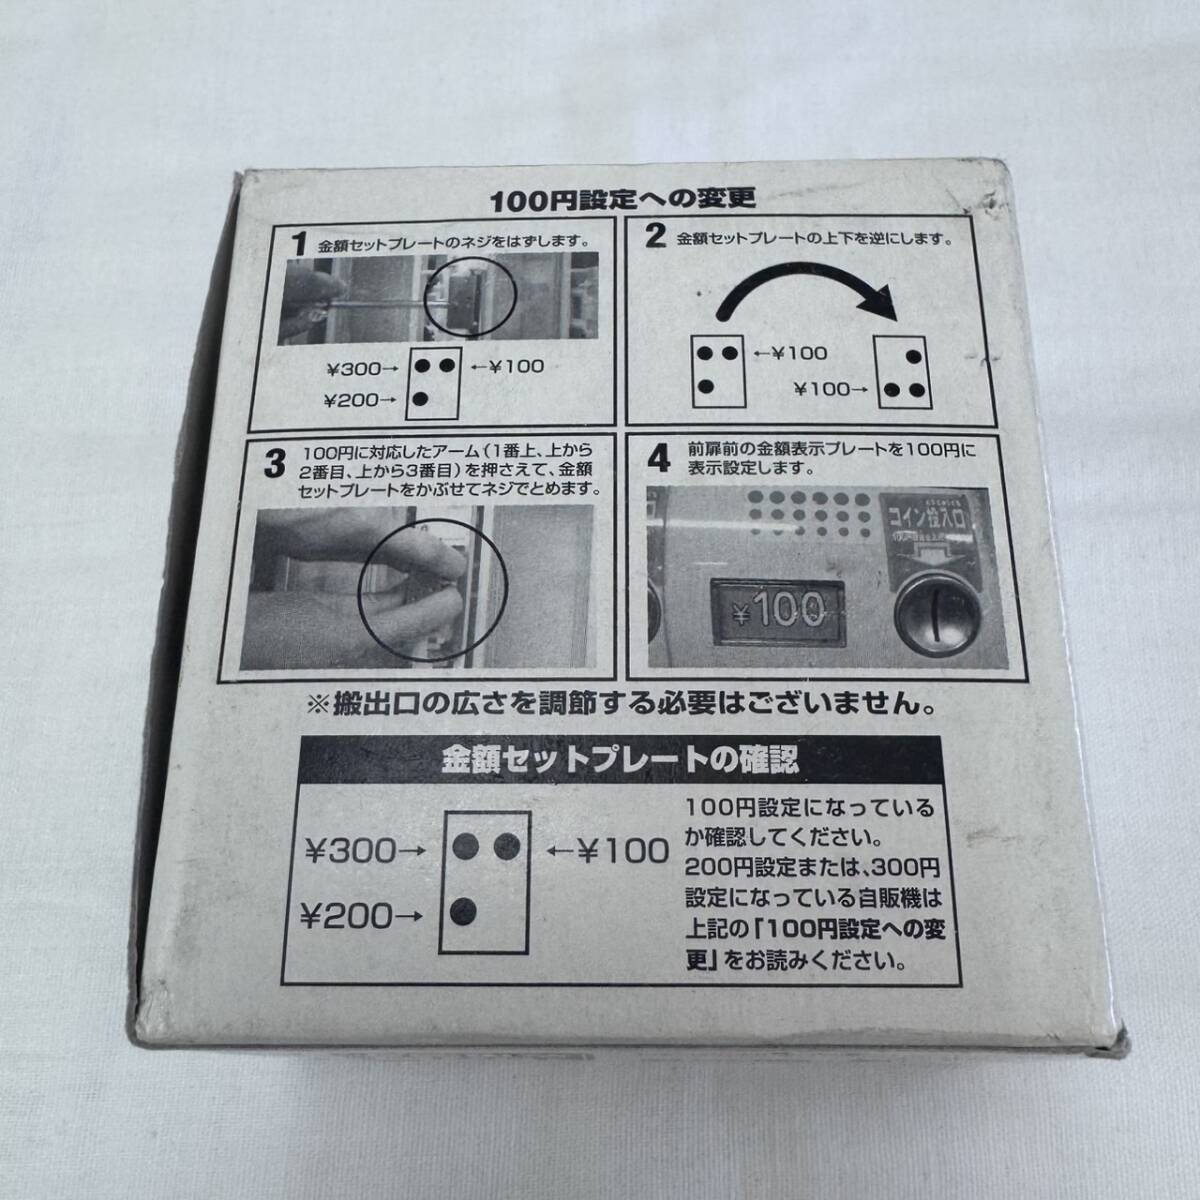 100円設定への変更
1 金額セットプレートのネジをはずします。
¥300→
←¥100
¥200→
2 金額セットプレートの上下を逆にします。
←¥100
¥100→
3 100円に対応したアーム(1番上、上から
2番目、上から3番目)を押さえて、金額
セットプレートをかぶせてネジでとめます。
4 前扉前の金額表示プレートを100円に
表示設定します。
コイン投入口
¥100
※搬出口の広さを調節する必要はございません。
金額セットプレートの確認
¥300→
←¥100
¥200→
100円設定になっている
か確認してください。
200円設定または、300円
設定になっている自販機は
上記の「100円設定への変
更」をお読みください。